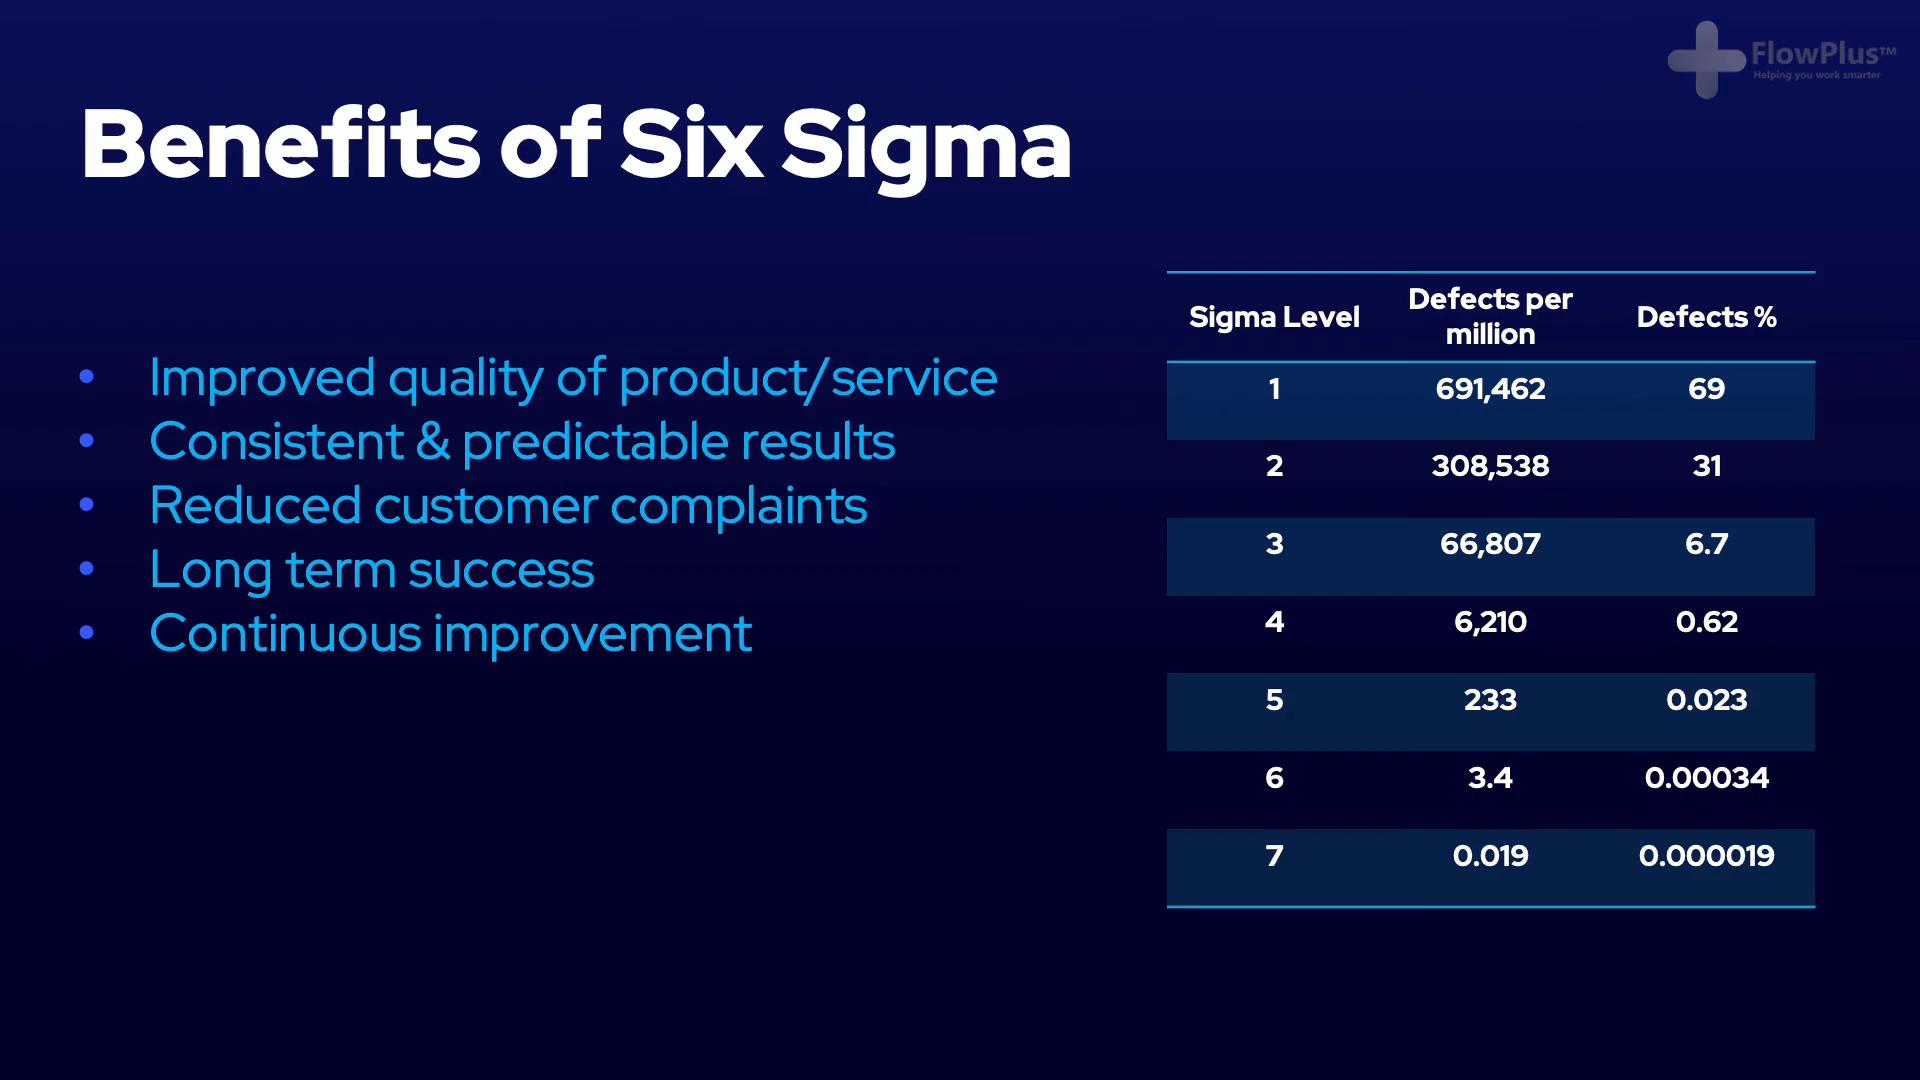 FlowPlus™
Helping you work smarter
Benefits of Six Sigma
• Improved quality of product/service
• Consistent & predictable results
• Reduced customer complaints
• Long term success
• Continuous improvement
Sigma Level Defects per million Defects %
1 691,462 69
2 308,538 31
3 66,807 6.7
4 6,210 0.62
5 233 0.023
6 3.4 0.00034
7 0.019 0.000019